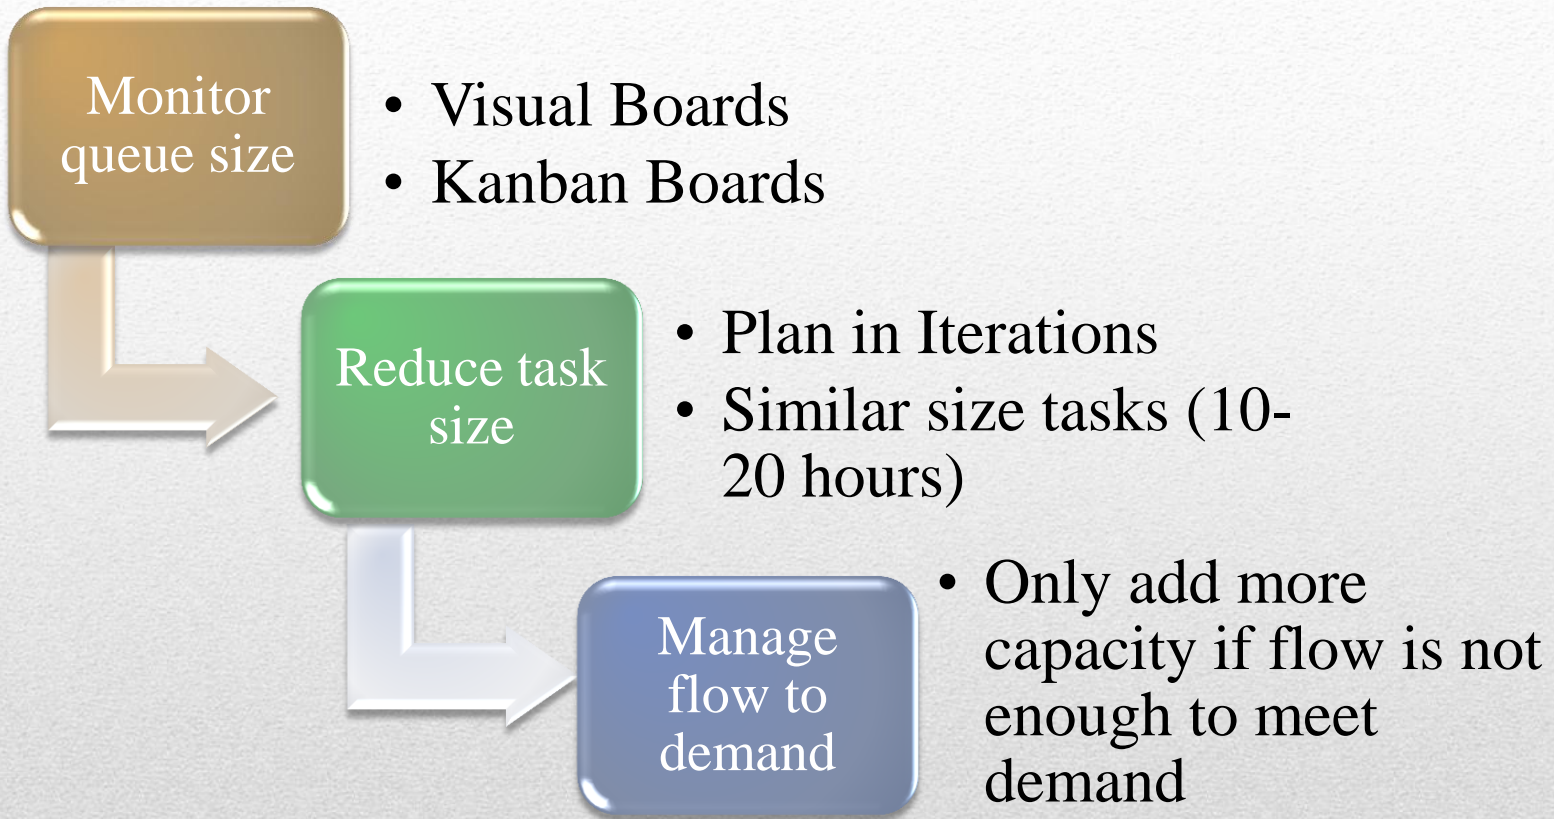 Monitor
queue size
• Visual Boards
• Kanban Boards
Reduce task
size
• Plan in Iterations
• Similar size tasks (10-
20 hours)
Manage
flow to
demand
• Only add more
capacity if flow is not
enough to meet
demand